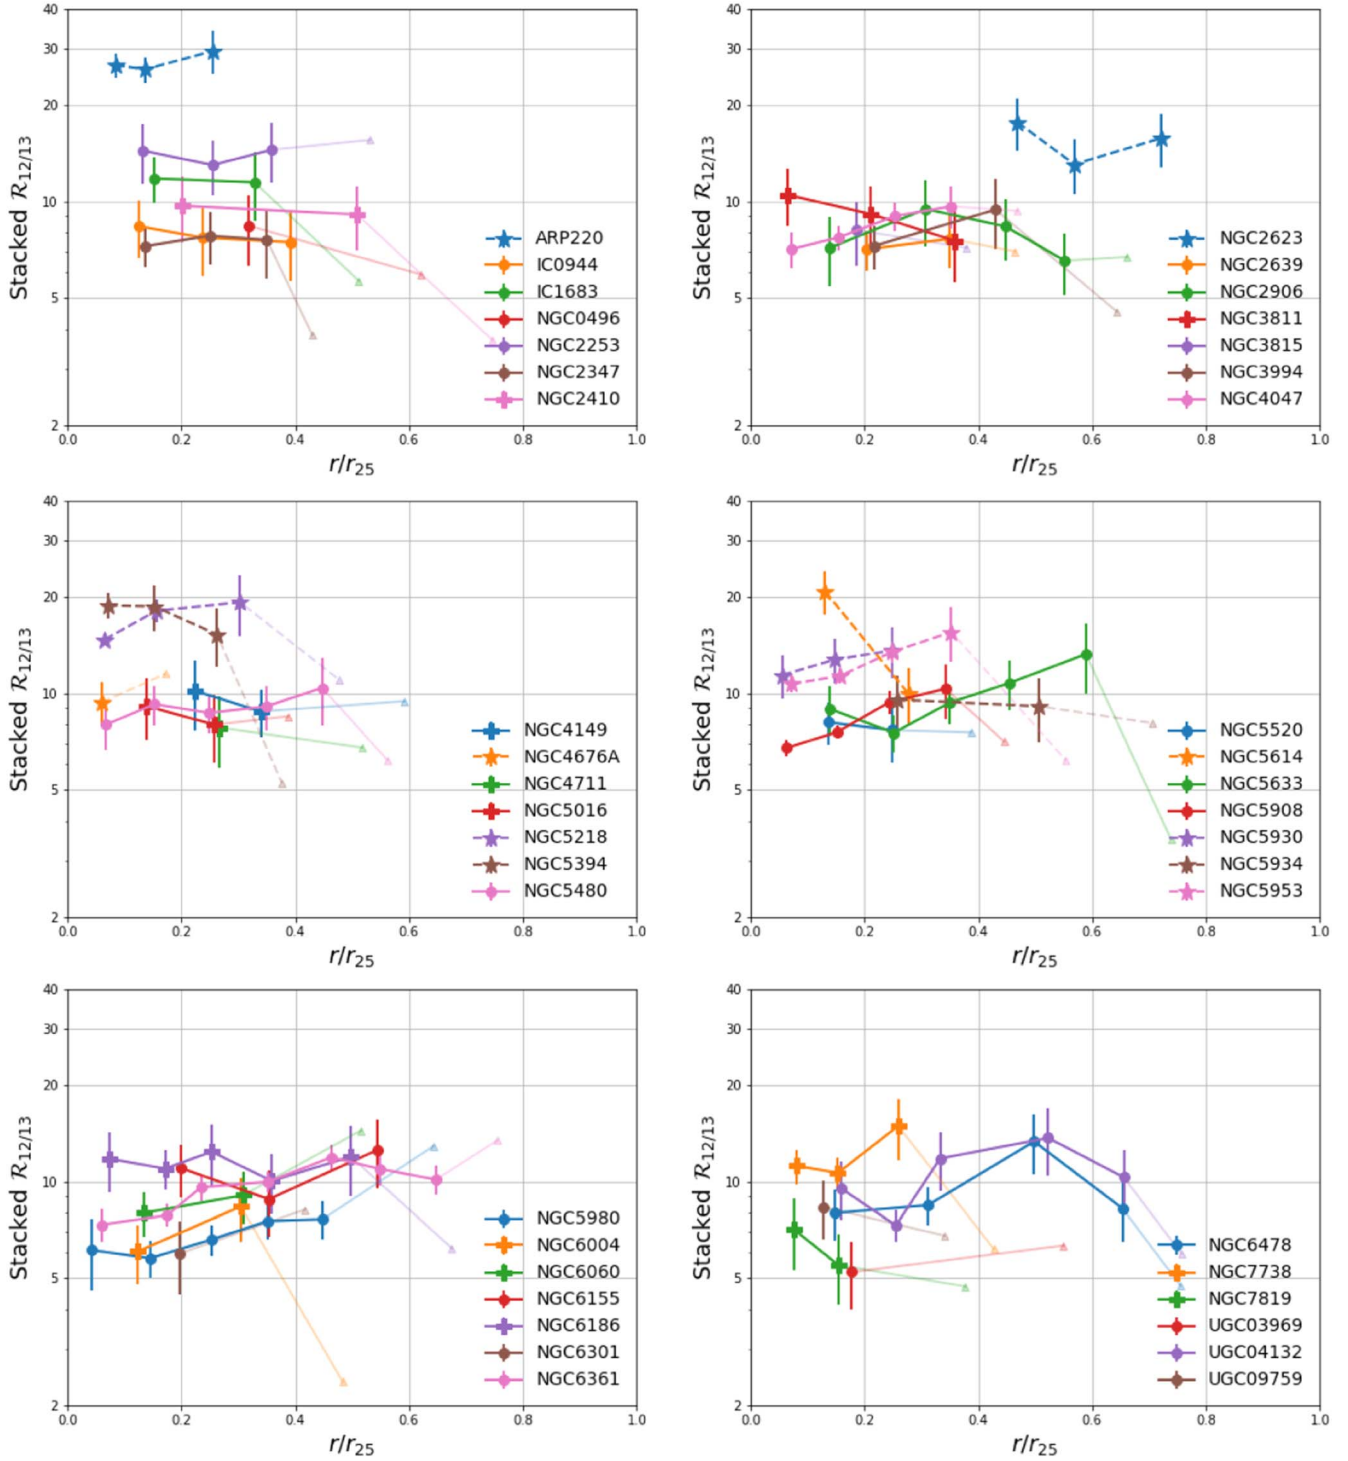 40
30
20
10
5
2
Stacked R12/13
0.0 0.2 0.4 0.6 0.8 1.0
r/r25
ARP220
IC0944
IC1683
NGC0496
NGC2253
NGC2347
NGC2410
40
30
20
10
5
2
Stacked R12/13
0.0 0.2 0.4 0.6 0.8 1.0
r/r25
NGC2623
NGC2639
NGC2906
NGC3811
NGC3815
NGC3994
NGC4047
40
30
20
10
5
2
Stacked R12/13
0.0 0.2 0.4 0.6 0.8 1.0
r/r25
NGC4149
NGC4676A
NGC4711
NGC5016
NGC5218
NGC5394
NGC5480
40
30
20
10
5
2
Stacked R12/13
0.0 0.2 0.4 0.6 0.8 1.0
r/r25
NGC5520
NGC5614
NGC5633
NGC5908
NGC5930
NGC5934
NGC5953
40
30
20
10
5
2
Stacked R12/13
0.0 0.2 0.4 0.6 0.8 1.0
r/r25
NGC5980
NGC6004
NGC6060
NGC6155
NGC6186
NGC6301
NGC6361
40
30
20
10
5
2
Stacked R12/13
0.0 0.2 0.4 0.6 0.8 1.0
r/r25
NGC6478
NGC7738
NGC7819
UGC03969
UGC04132
UGC09759